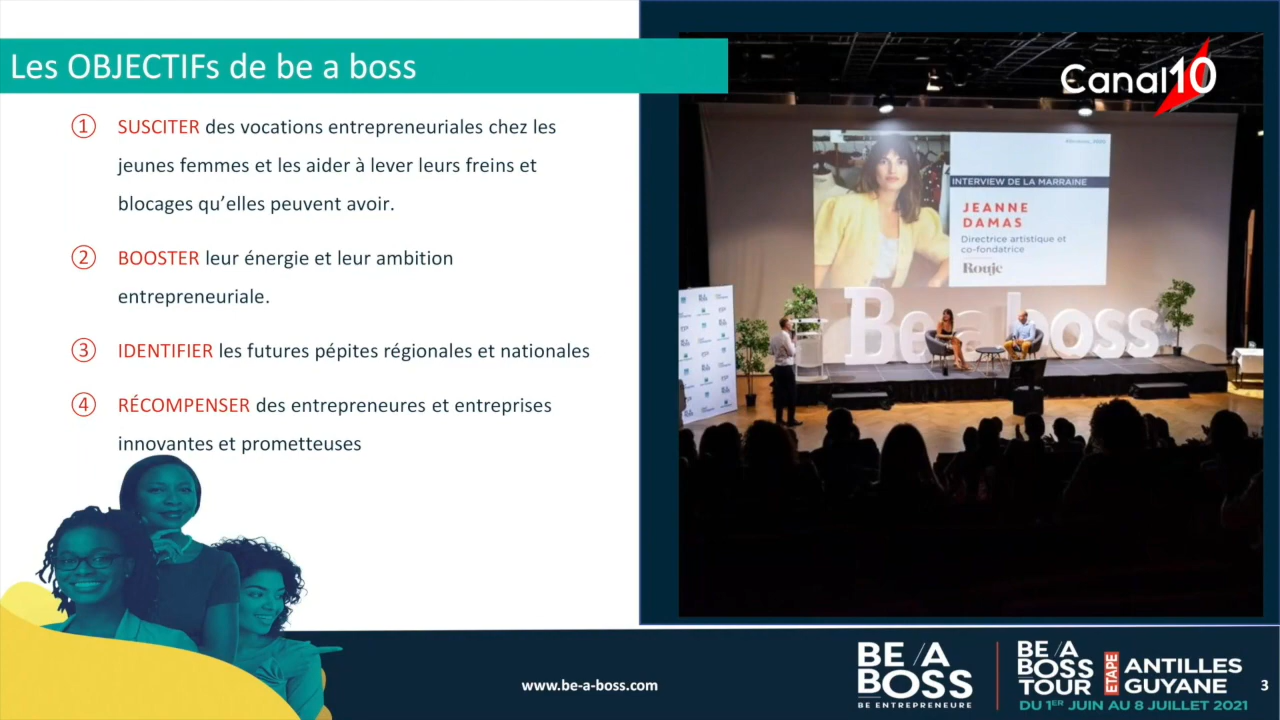 Les OBJECTIFs de be a boss
1 SUSCITER des vocations entrepreneuriales chez les
jeunes femmes et les aider à lever leurs freins et
blocages qu'elles peuvent avoir.
2 BOOSTER leur énergie et leur ambition
entrepreneuriale.
3 IDENTIFIER les futures pépites régionales et nationales
4 RÉCOMPENSER des entrepreneures et entreprises
innovantes et prometteuses
Canal10
INTERVIEW DE LA MARRAINE
JEANNE
DAMAS
Directrice artistique et
co-fondatrice
Rouje
Be a boss
www.be-a-boss.com
BE /A
BOSS
BE ENTREPRENEURE
BE /A
BOSS
TOUR
ETAPE
ANTILLES
GUYANE
DU 1ER JUIN AU 8 JUILLET 2021
3